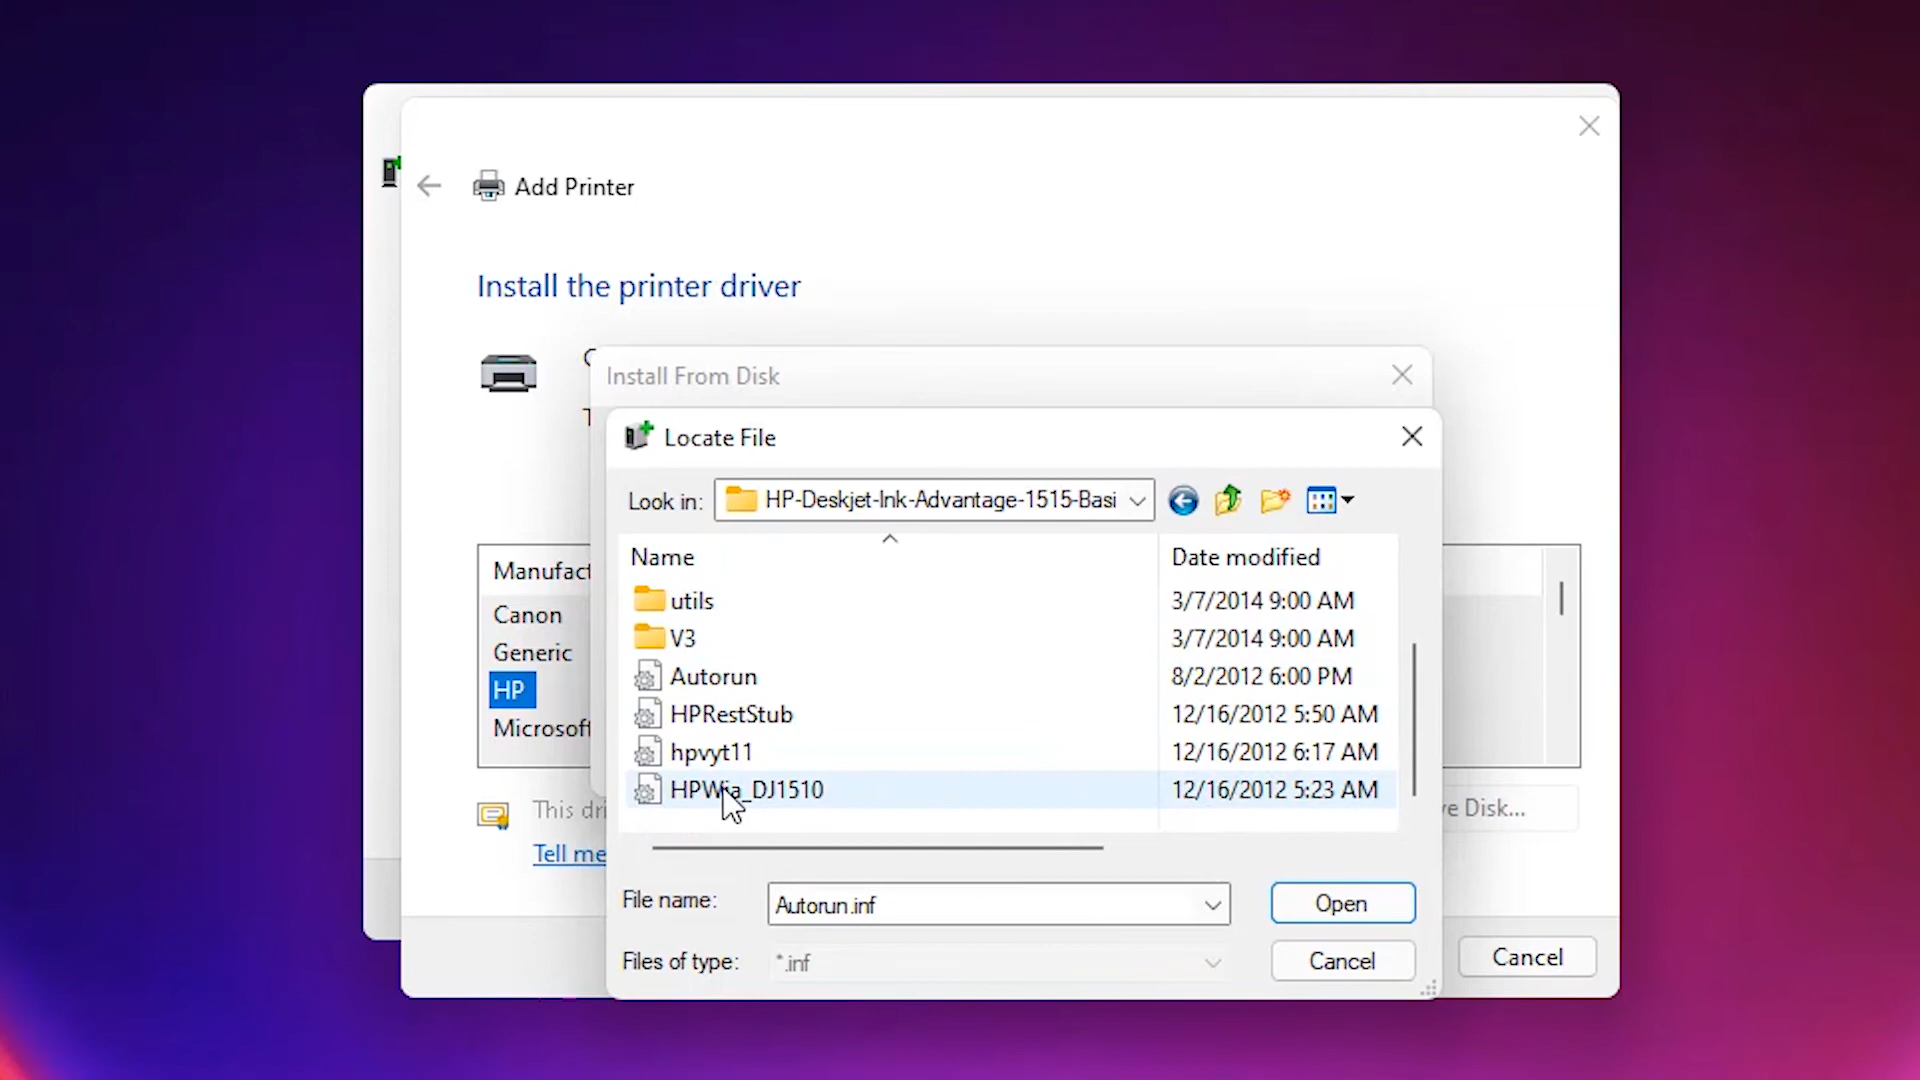 Add Printer
Install the printer driver
Install From Disk
Locate File
Look in: HP-Deskjet-Ink-Advantage-1515-Basi
Name Date modified
utils 3/7/2014 9:00 AM
V3 3/7/2014 9:00 AM
Autorun 8/2/2012 6:00 PM
HPRestStub 12/16/2012 5:50 AM
hpvyt11 12/16/2012 6:17 AM
HPWia_DJ1510 12/16/2012 5:23 AM
File name: Autorun.inf Open
Files of type: *.inf Cancel
Manufact
Canon
Generic
HP
Microsoft
This dri
Tell me
ve Disk...
Cancel